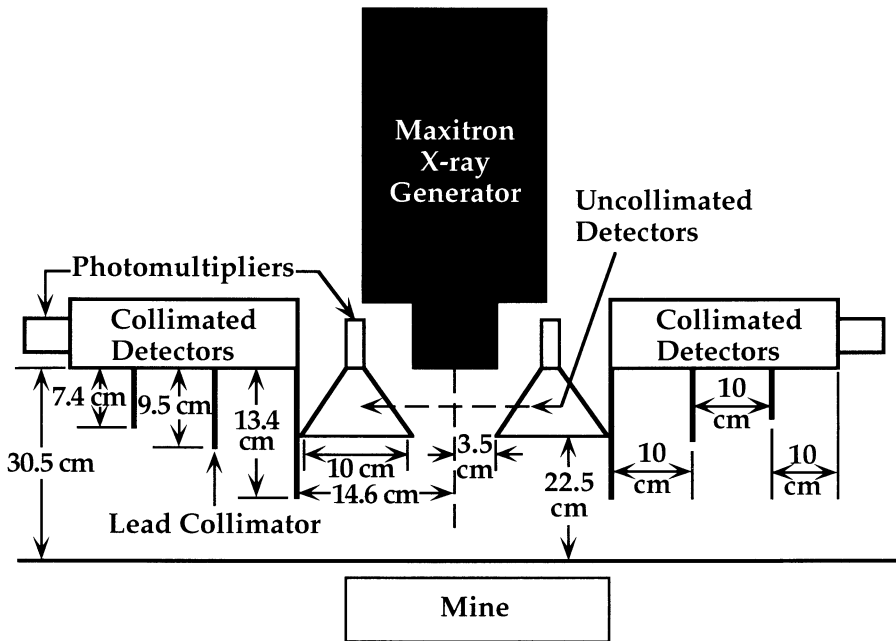 Maxitron
X-ray
Generator
Uncollimated
Detectors
Photomultipliers
Collimated
Detectors
Collimated
Detectors
7.4 cm
9.5 cm
13.4
cm
10
cm
3.5
cm
10 cm
14.6 cm
10
cm
10
cm
30.5 cm
22.5
cm
Lead Collimator
Mine